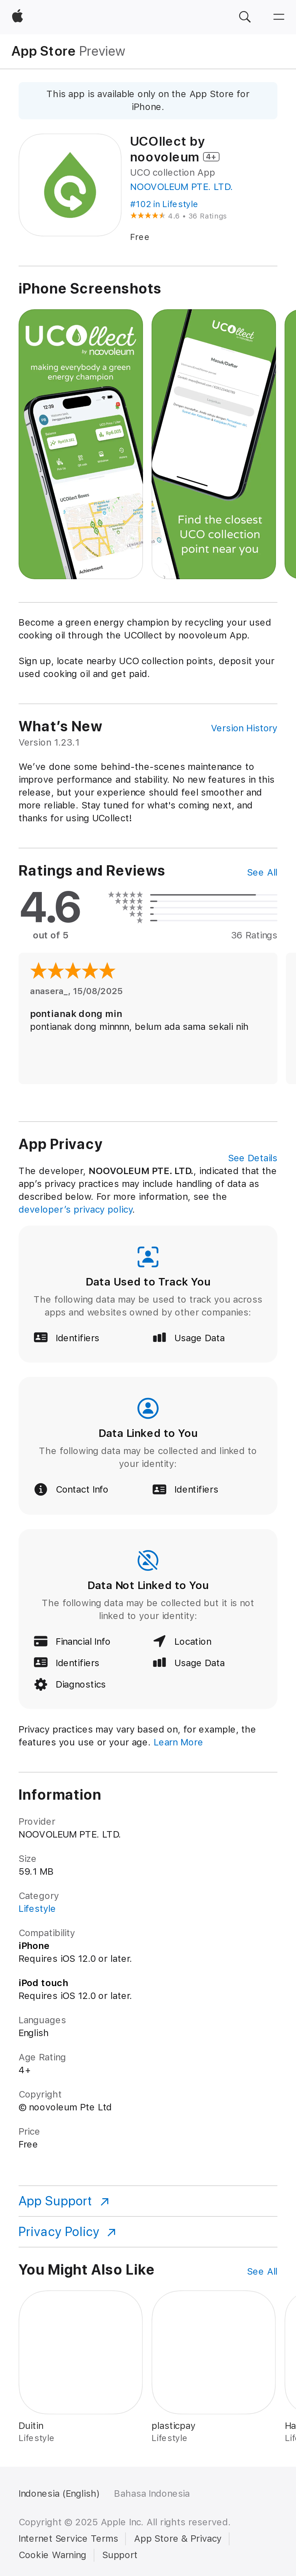 App Store Preview
This app is available only on the App Store for
iPhone.
UCOllect by
noovoleum 4+
UCO collection App
NOOVOLEUM PTE. LTD.
#102 in Lifestyle
4.6 • 36 Ratings
Free
iPhone Screenshots
UCOllect
by noovoleum
making everybody a green
energy champion
12:39
UCOllect Boxes
Achievement
UCOllect
by noovoleum
Masuk/Daftar
Find the closest
UCO collection
point near you
Become a green energy champion by recycling your used
cooking oil through the UCOllect by noovoleum App.
Sign up, locate nearby UCO collection points, deposit your
used cooking oil and get paid.
What's New
Version History
Version 1.23.1
We've done some behind-the-scenes maintenance to
improve performance and stability. No new features in this
release, but your experience should feel smoother and
more reliable. Stay tuned for what's coming next, and
thanks for using UCollect!
Ratings and Reviews
See All
4.6
out of 5
36 Ratings
anasera_, 15/08/2025
pontianak dong min
pontianak dong minnnn, belum ada sama sekali nih
App Privacy
See Details
The developer, NOOVOLEUM PTE. LTD., indicated that the
app's privacy practices may include handling of data as
described below. For more information, see the
developer's privacy policy.
Data Used to Track You
The following data may be used to track you across
apps and websites owned by other companies:
Identifiers
Usage Data
Data Linked to You
The following data may be collected and linked to
your identity:
Contact Info
Identifiers
Data Not Linked to You
The following data may be collected but it is not
linked to your identity:
Financial Info
Location
Identifiers
Usage Data
Diagnostics
Privacy practices may vary based on, for example, the
features you use or your age. Learn More
Information
Provider
NOOVOLEUM PTE. LTD.
Size
59.1 MB
Category
Lifestyle
Compatibility
iPhone
Requires iOS 12.0 or later.
iPod touch
Requires iOS 12.0 or later.
Languages
English
Age Rating
4+
Copyright
© noovoleum Pte Ltd
Price
Free
App Support
Privacy Policy
You Might Also Like
See All
Duitin
Lifestyle
plasticpay
Lifestyle
Ha
Life
Indonesia (English)
Bahasa Indonesia
Copyright © 2025 Apple Inc. All rights reserved.
Internet Service Terms
App Store & Privacy
Cookie Warning
Support